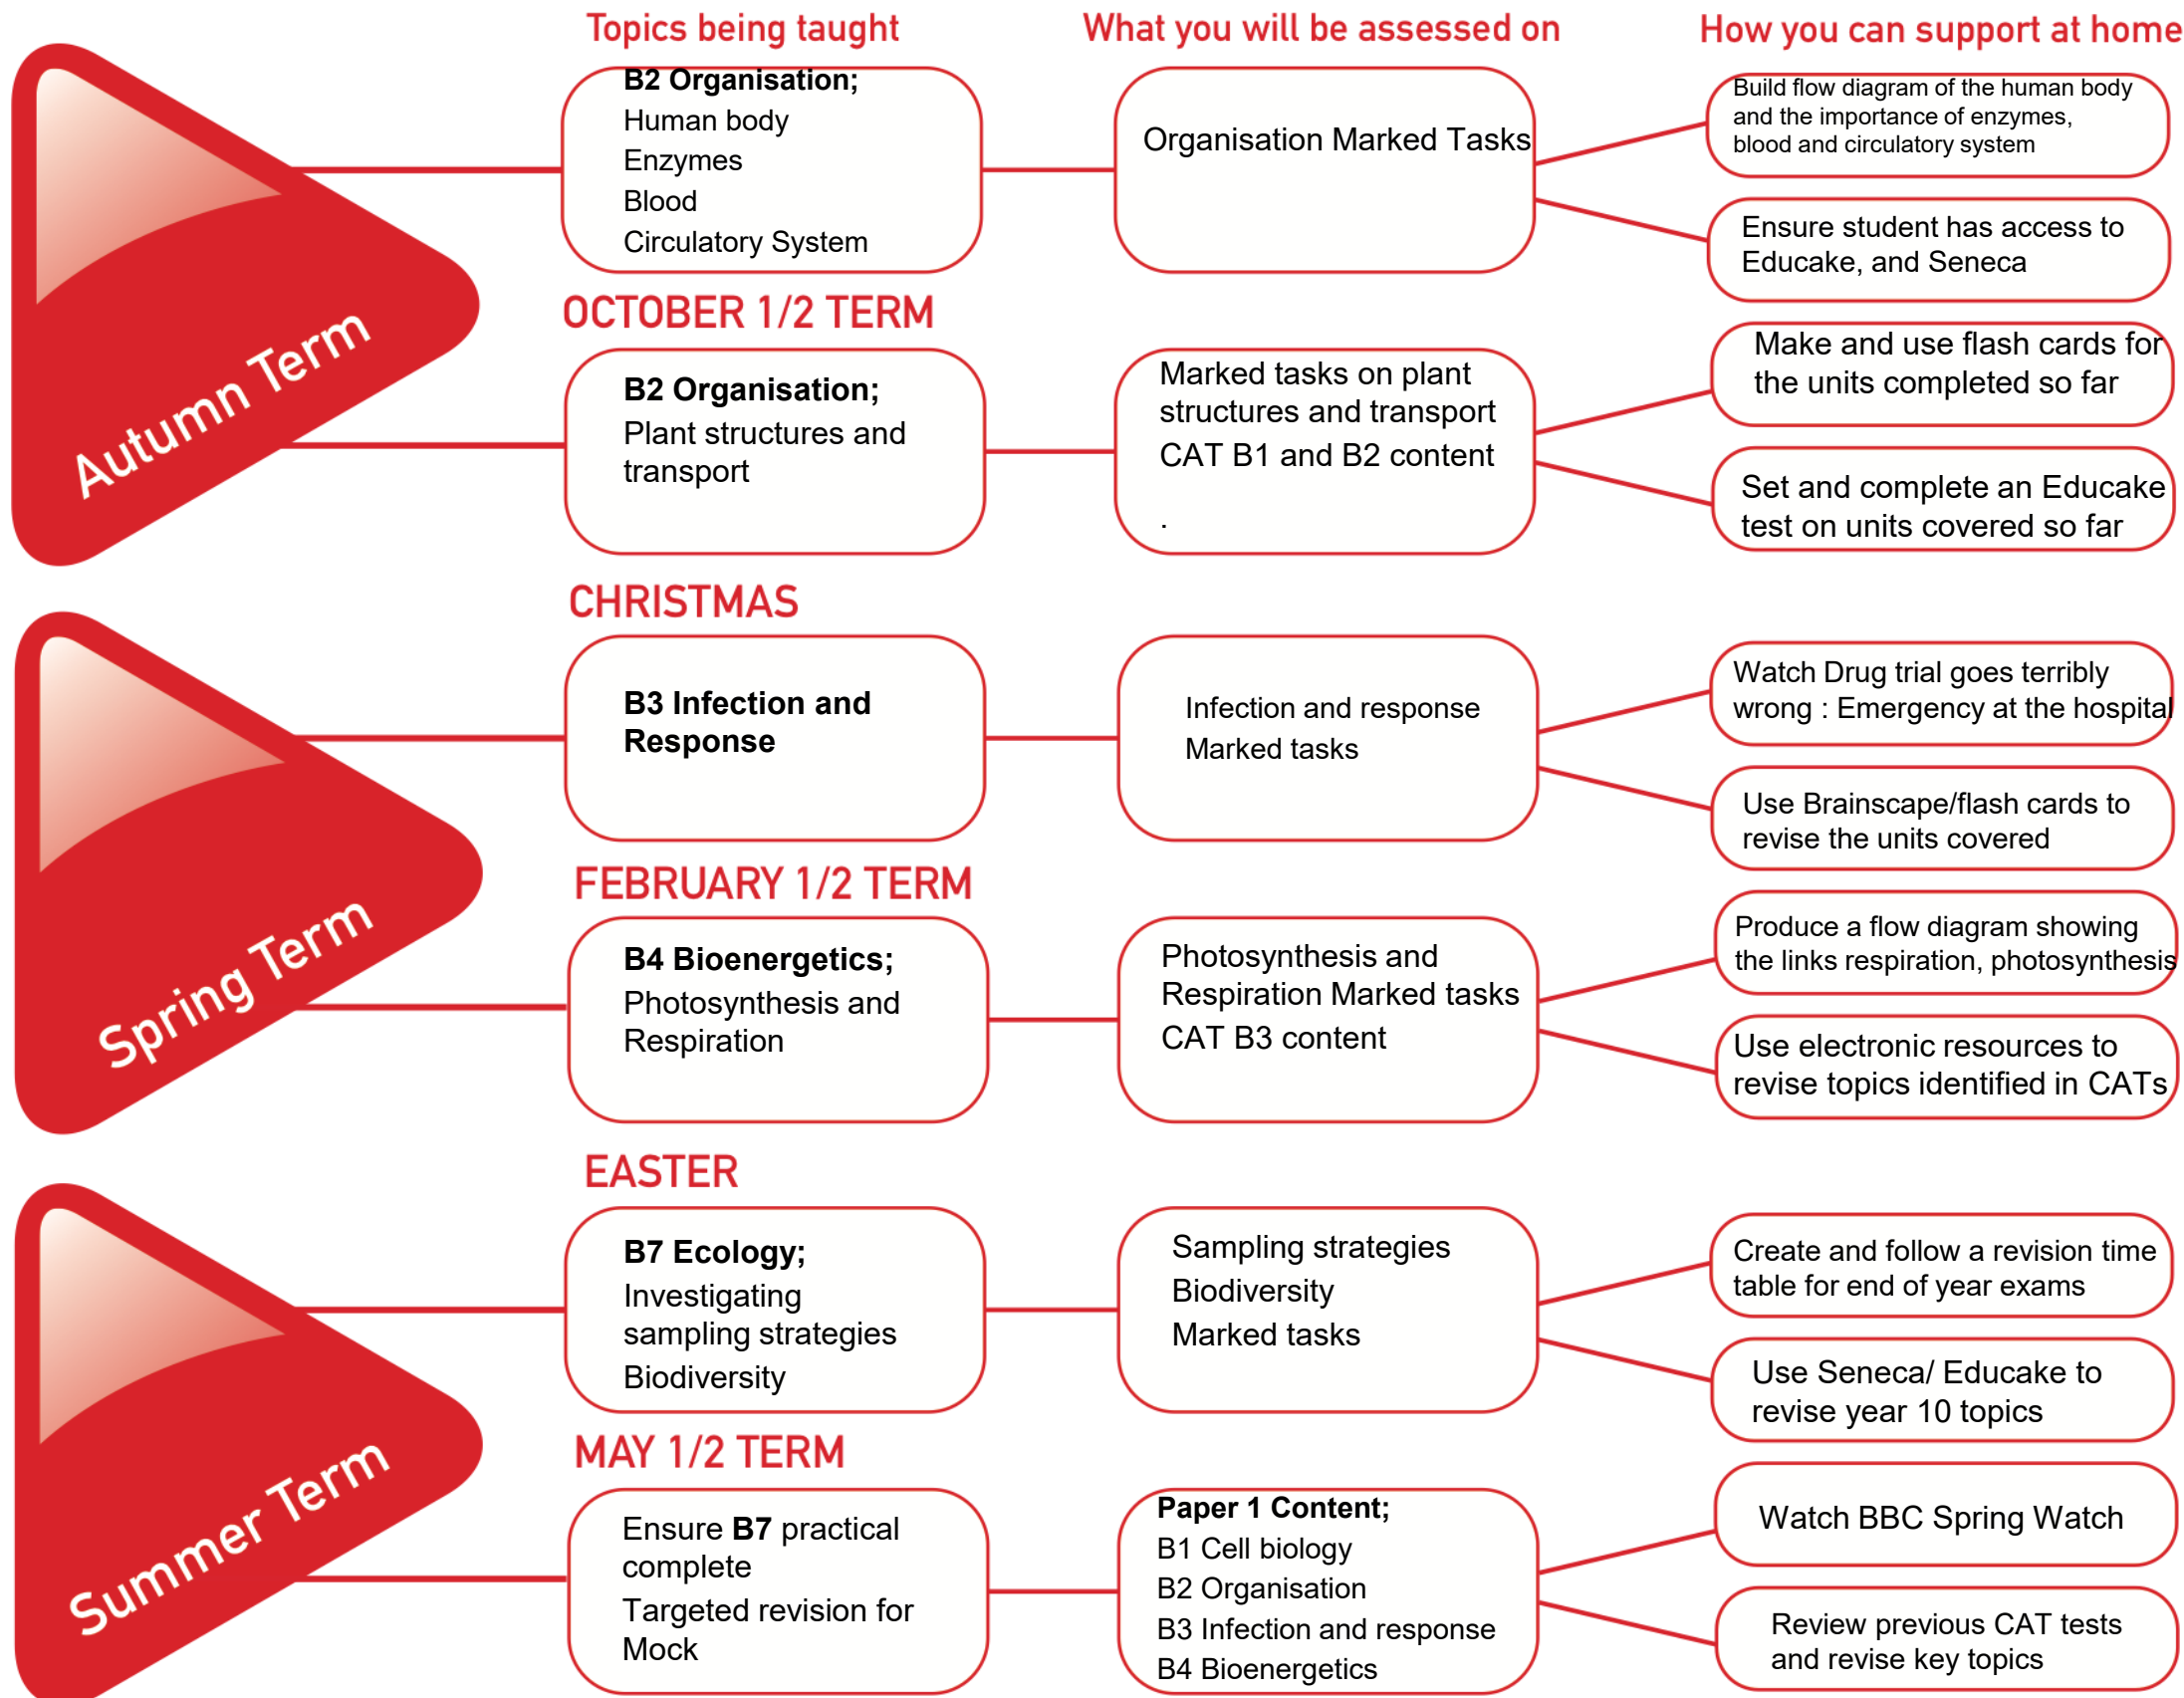 Topics being taught
What you will be assessed on
How you can support at home
Autumn Term
B2 Organisation;
Human body
Enzymes
Blood
Circulatory System
Organisation Marked Tasks
Build flow diagram of the human body
and the importance of enzymes,
blood and circulatory system
Ensure student has access to
Educake, and Seneca
OCTOBER 1/2 TERM
B2 Organisation;
Plant structures and
transport
Marked tasks on plant
structures and transport
CAT B1 and B2 content
.
Make and use flash cards for
the units completed so far
Set and complete an Educake
test on units covered so far
CHRISTMAS
Spring Term
B3 Infection and
Response
Infection and response
Marked tasks
Watch Drug trial goes terribly
wrong : Emergency at the hospital
Use Brainscape/flash cards to
revise the units covered
FEBRUARY 1/2 TERM
B4 Bioenergetics;
Photosynthesis and
Respiration
Photosynthesis and
Respiration Marked tasks
CAT B3 content
Produce a flow diagram showing
the links respiration, photosynthesis
Use electronic resources to
revise topics identified in CATs
EASTER
Summer Term
B7 Ecology;
Investigating
sampling strategies
Biodiversity
Sampling strategies
Biodiversity
Marked tasks
Create and follow a revision time
table for end of year exams
Use Seneca/ Educake to
revise year 10 topics
MAY 1/2 TERM
Ensure B7 practical
complete
Targeted revision for
Mock
Paper 1 Content;
B1 Cell biology
B2 Organisation
B3 Infection and response
B4 Bioenergetics
Watch BBC Spring Watch
Review previous CAT tests
and revise key topics